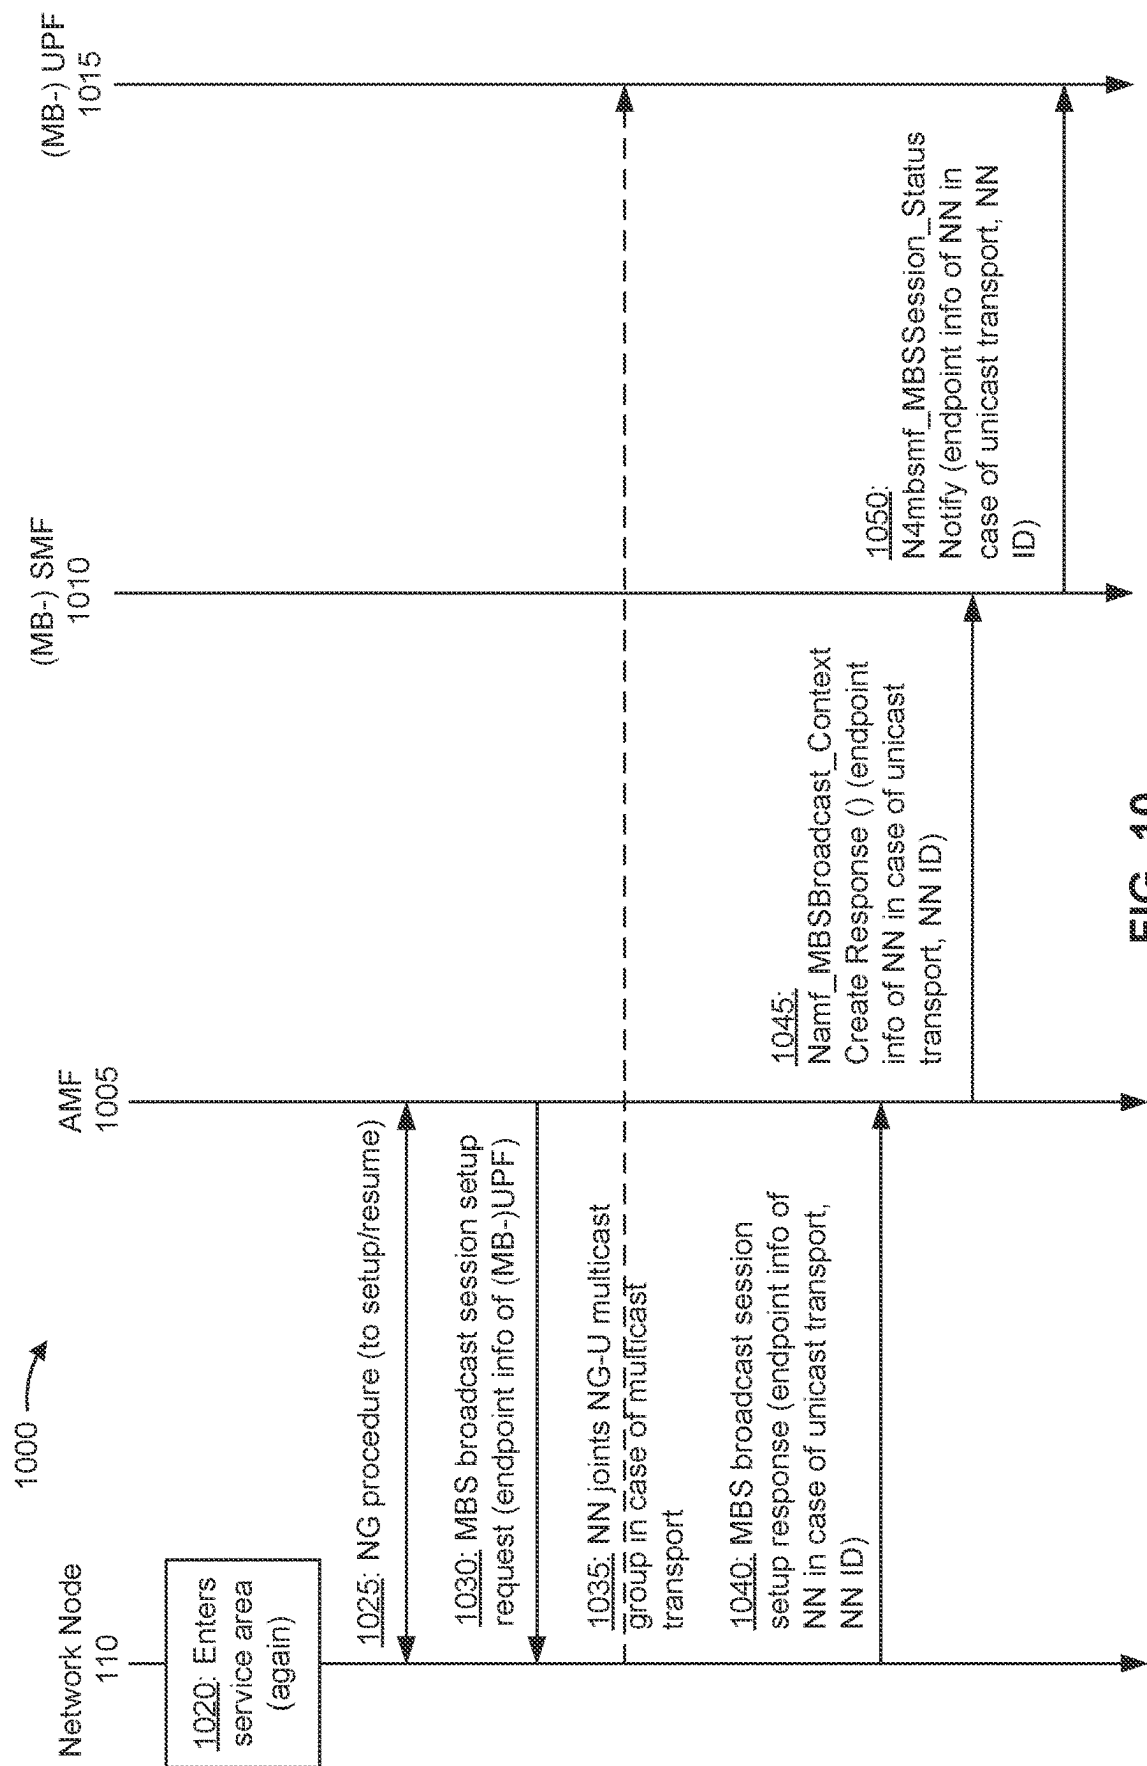 1000
Network Node
110
AMF
1005
(MB-) SMF
1010
(MB-) UPF
1015
1020: Enters
service area
(again)
1025: NG procedure (to setup/resume)
1030: MBS broadcast session setup
request (endpoint info of (MB-)UPF)
1035: NN joints NG-U multicast
group in case of multicast
transport
1040: MBS broadcast session
setup response (endpoint info of
NN in case of unicast transport,
NN ID)
1045:
Namf_MBSBroadcast_Context
Create Response () (endpoint
info of NN in case of unicast
transport, NN ID)
1050:
N4mbsmf_MBSSession_Status
Notify (endpoint info of NN in
case of unicast transport, NN
ID)
FIG. 10